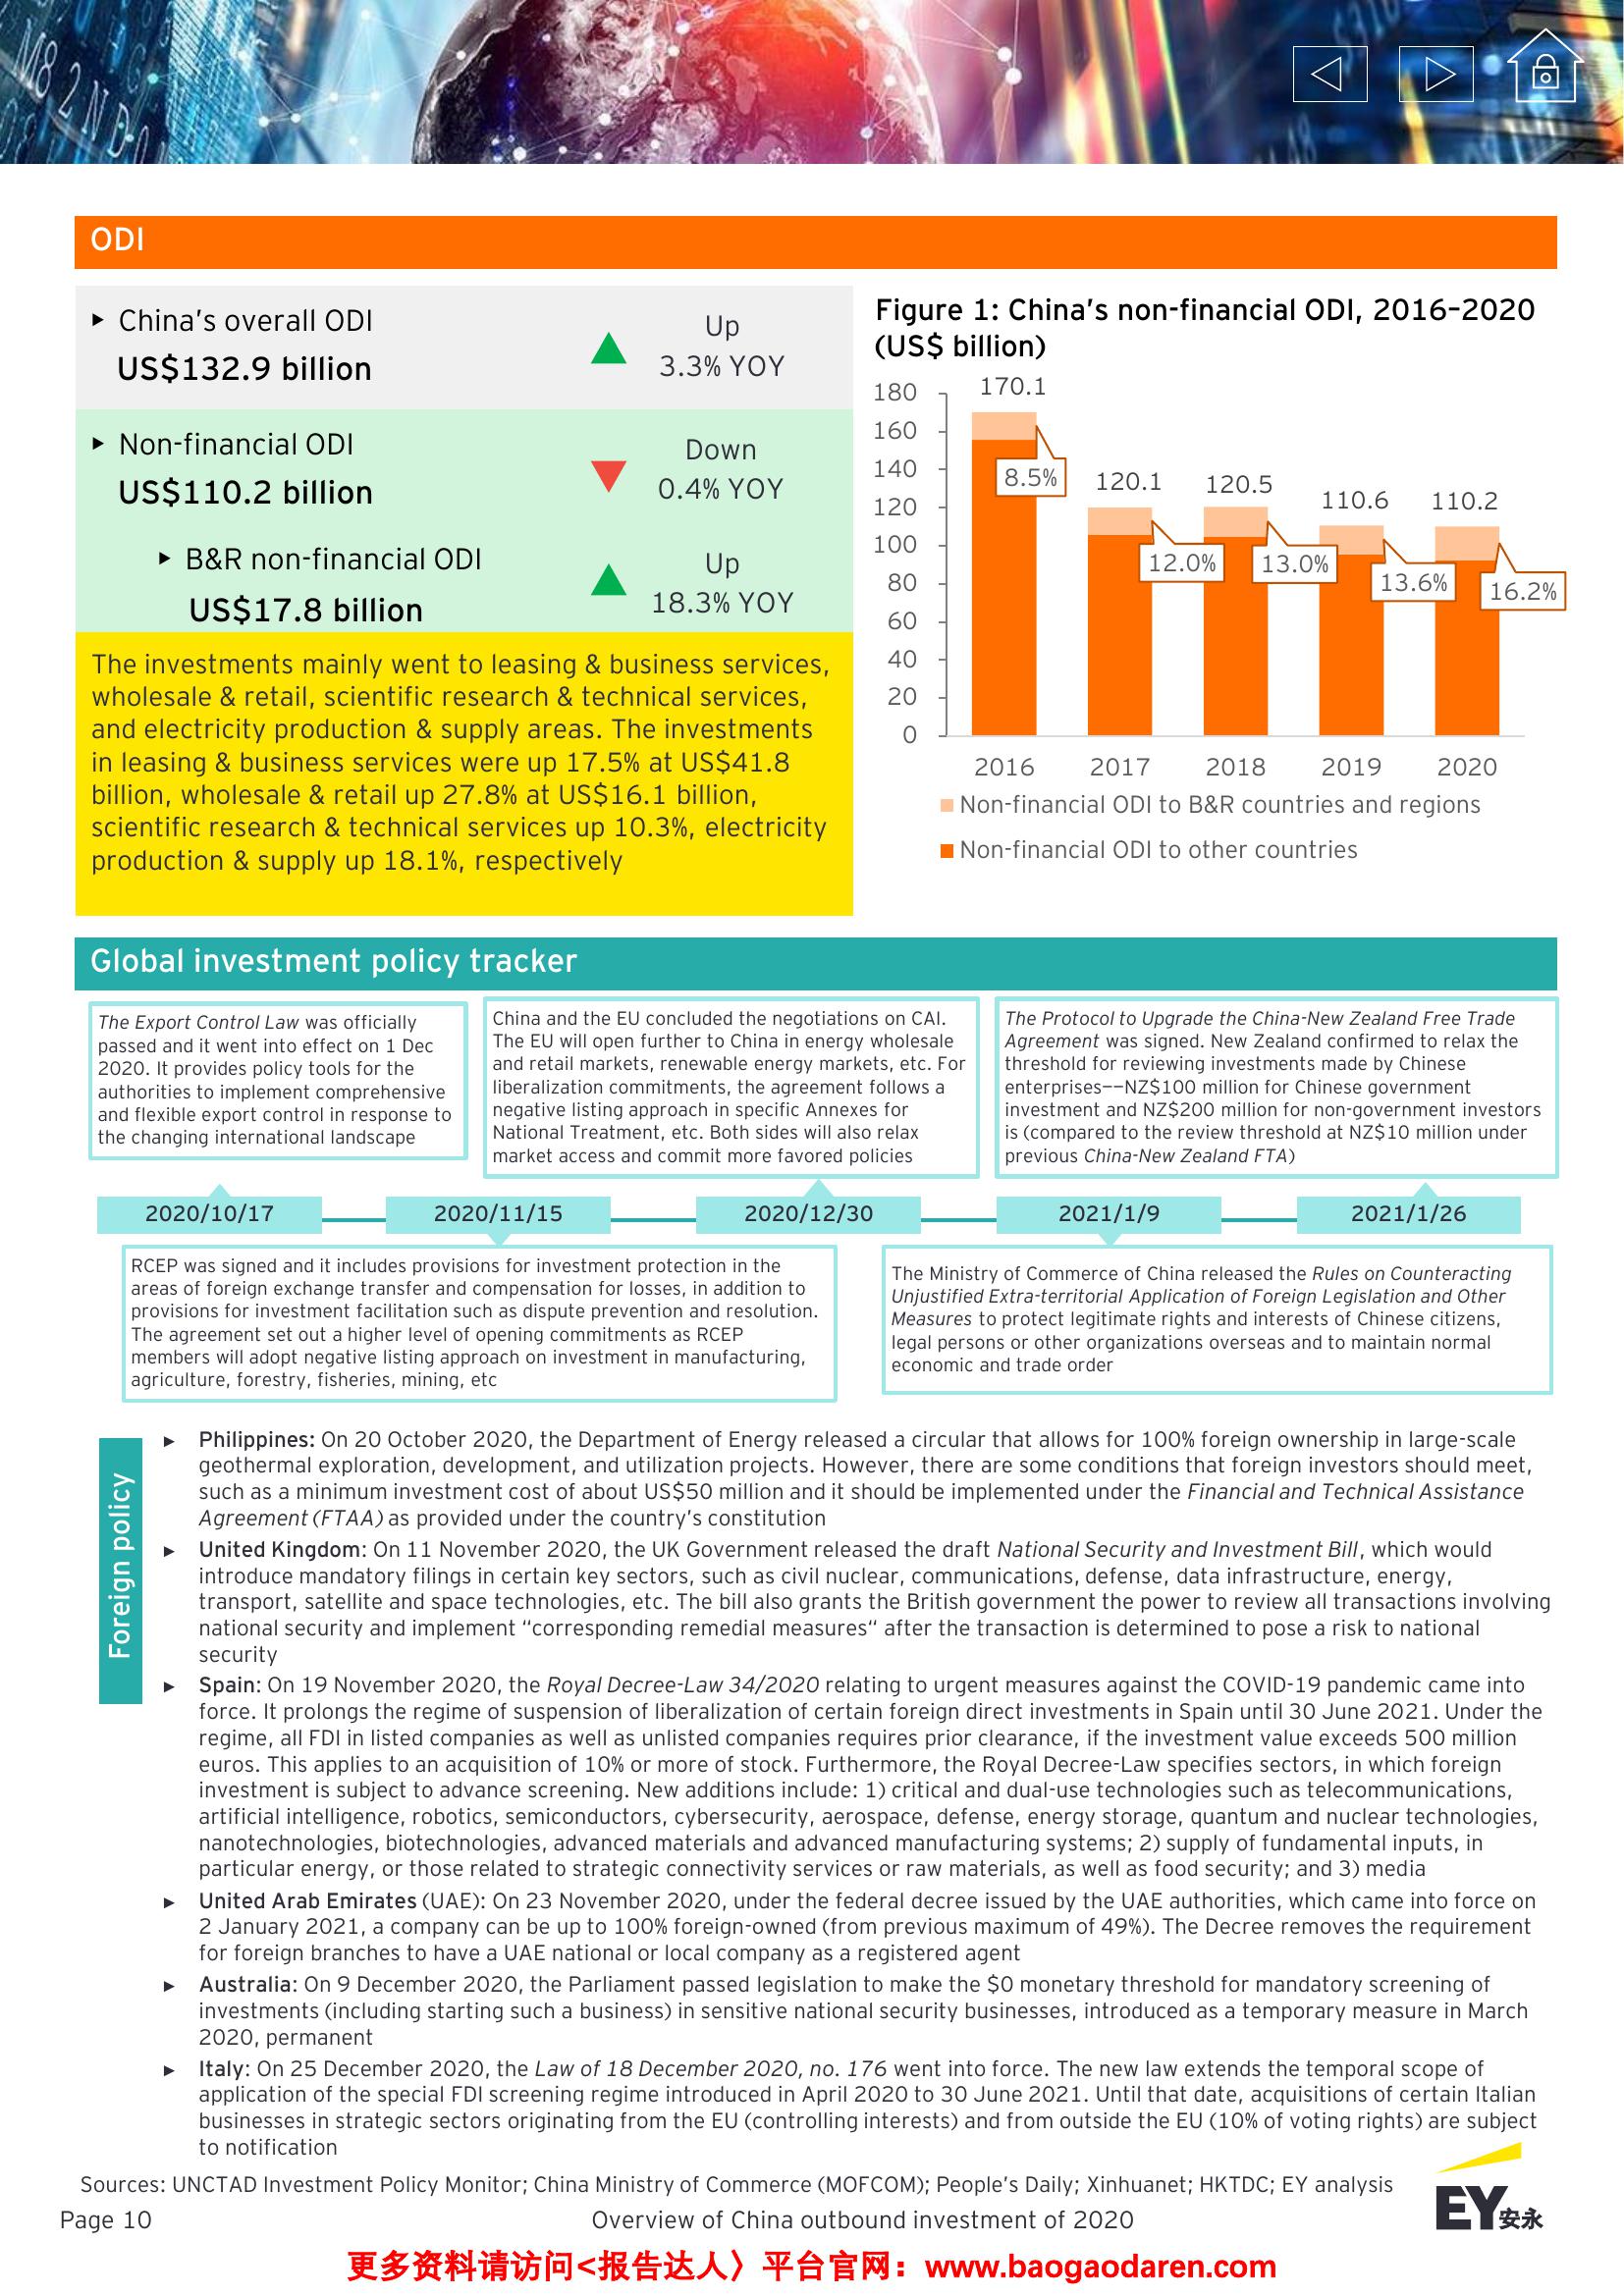 M8 2 N D
ODI
▶ China's overall ODI
US$132.9 billion
Up
3.3% YOY
▶ Non-financial ODI
US$110.2 billion
Down
0.4% YOY
▶ B&R non-financial ODI
US$17.8 billion
Up
18.3% YOY
The investments mainly went to leasing & business services,
wholesale & retail, scientific research & technical services,
and electricity production & supply areas. The investments
in leasing & business services were up 17.5% at US$41.8
billion, wholesale & retail up 27.8% at US$16.1 billion,
scientific research & technical services up 10.3%, electricity
production & supply up 18.1%, respectively
Figure 1: China's non-financial ODI, 2016–2020
(US$ billion)
180
160
140
120
100
80
60
40
20
0
170.1
120.1
120.5
110.6
110.2
8.5%
12.0%
13.0%
13.6%
16.2%
2016 2017 2018 2019 2020
Non-financial ODI to B&R countries and regions
Non-financial ODI to other countries
Global investment policy tracker
The Export Control Law was officially
passed and it went into effect on 1 Dec
2020. It provides policy tools for the
authorities to implement comprehensive
and flexible export control in response to
the changing international landscape
China and the EU concluded the negotiations on CAI.
The EU will open further to China in energy wholesale
and retail markets, renewable energy markets, etc. For
liberalization commitments, the agreement follows a
negative listing approach in specific Annexes for
National Treatment, etc. Both sides will also relax
market access and commit more favored policies
The Protocol to Upgrade the China-New Zealand Free Trade
Agreement was signed. New Zealand confirmed to relax the
threshold for reviewing investments made by Chinese
enterprises——NZ$100 million for Chinese government
investment and NZ$200 million for non-government investors
is (compared to the review threshold at NZ$10 million under
previous China-New Zealand FTA)
2020/10/17
2020/11/15
2020/12/30
2021/1/9
2021/1/26
RCEP was signed and it includes provisions for investment protection in the
areas of foreign exchange transfer and compensation for losses, in addition to
provisions for investment facilitation such as dispute prevention and resolution.
The agreement set out a higher level of opening commitments as RCEP
members will adopt negative listing approach on investment in manufacturing,
agriculture, forestry, fisheries, mining, etc
The Ministry of Commerce of China released the Rules on Counteracting
Unjustified Extra-territorial Application of Foreign Legislation and Other
Measures to protect legitimate rights and interests of Chinese citizens,
legal persons or other organizations overseas and to maintain normal
economic and trade order
Foreign policy
► Philippines: On 20 October 2020, the Department of Energy released a circular that allows for 100% foreign ownership in large-scale
geothermal exploration, development, and utilization projects. However, there are some conditions that foreign investors should meet,
such as a minimum investment cost of about US$50 million and it should be implemented under the Financial and Technical Assistance
Agreement (FTAA) as provided under the country's constitution
► United Kingdom: On 11 November 2020, the UK Government released the draft National Security and Investment Bill, which would
introduce mandatory filings in certain key sectors, such as civil nuclear, communications, defense, data infrastructure, energy,
transport, satellite and space technologies, etc. The bill also grants the British government the power to review all transactions involving
national security and implement “corresponding remedial measures“ after the transaction is determined to pose a risk to national
security
► Spain: On 19 November 2020, the Royal Decree-Law 34/2020 relating to urgent measures against the COVID-19 pandemic came into
force. It prolongs the regime of suspension of liberalization of certain foreign direct investments in Spain until 30 June 2021. Under the
regime, all FDI in listed companies as well as unlisted companies requires prior clearance, if the investment value exceeds 500 million
euros. This applies to an acquisition of 10% or more of stock. Furthermore, the Royal Decree-Law specifies sectors, in which foreign
investment is subject to advance screening. New additions include: 1) critical and dual-use technologies such as telecommunications,
artificial intelligence, robotics, semiconductors, cybersecurity, aerospace, defense, energy storage, quantum and nuclear technologies,
nanotechnologies, biotechnologies, advanced materials and advanced manufacturing systems; 2) supply of fundamental inputs, in
particular energy, or those related to strategic connectivity services or raw materials, as well as food security; and 3) media
► United Arab Emirates (UAE): On 23 November 2020, under the federal decree issued by the UAE authorities, which came into force on
2 January 2021, a company can be up to 100% foreign-owned (from previous maximum of 49%). The Decree removes the requirement
for foreign branches to have a UAE national or local company as a registered agent
► Australia: On 9 December 2020, the Parliament passed legislation to make the $0 monetary threshold for mandatory screening of
investments (including starting such a business) in sensitive national security businesses, introduced as a temporary measure in March
2020, permanent
► Italy: On 25 December 2020, the Law of 18 December 2020, no. 176 went into force. The new law extends the temporal scope of
application of the special FDI screening regime introduced in April 2020 to 30 June 2021. Until that date, acquisitions of certain Italian
businesses in strategic sectors originating from the EU (controlling interests) and from outside the EU (10% of voting rights) are subject
to notification
Sources: UNCTAD Investment Policy Monitor; China Ministry of Commerce (MOFCOM); People's Daily; Xinhuanet; HKTDC; EY analysis
Page 10
Overview of China outbound investment of 2020
EY安永
更多资料请访问<报告达人〉平台官网：www.baogaodaren.com